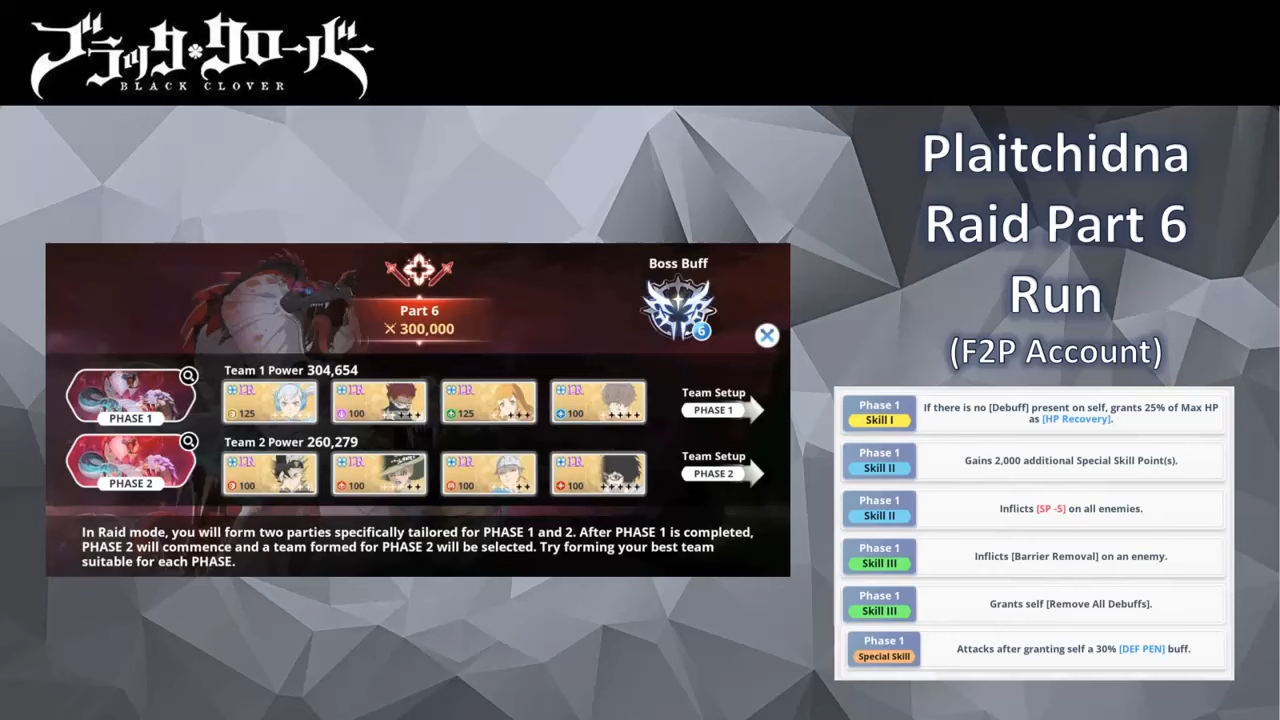 ブラック・クローバー
BLACK CLOVER
Plaitchidna
Raid Part 6
Run
(F2P Account)
Boss Buff
6
Part 6
300,000
Team 1 Power 304,654
PHASE 1
LR
125
LR
100
LR
125
LR
100
Team Setup
PHASE 1
Team 2 Power 260,279
PHASE 2
LR
100
LR
100
LR
100
LR
100
Team Setup
PHASE 2
In Raid mode, you will form two parties specifically tailored for PHASE 1 and 2. After PHASE 1 is completed,
PHASE 2 will commence and a team formed for PHASE 2 will be selected. Try forming your best team
suitable for each PHASE.
Phase 1
Skill I
If there is no [Debuff] present on self, grants 25% of Max HP
as [HP Recovery].
Phase 1
Skill II
Gains 2,000 additional Special Skill Point(s).
Phase 1
Skill II
Inflicts [SP -5] on all enemies.
Phase 1
Skill III
Inflicts [Barrier Removal] on an enemy.
Phase 1
Skill III
Grants self [Remove All Debuffs].
Phase 1
Special Skill
Attacks after granting self a 30% [DEF PEN] buff.